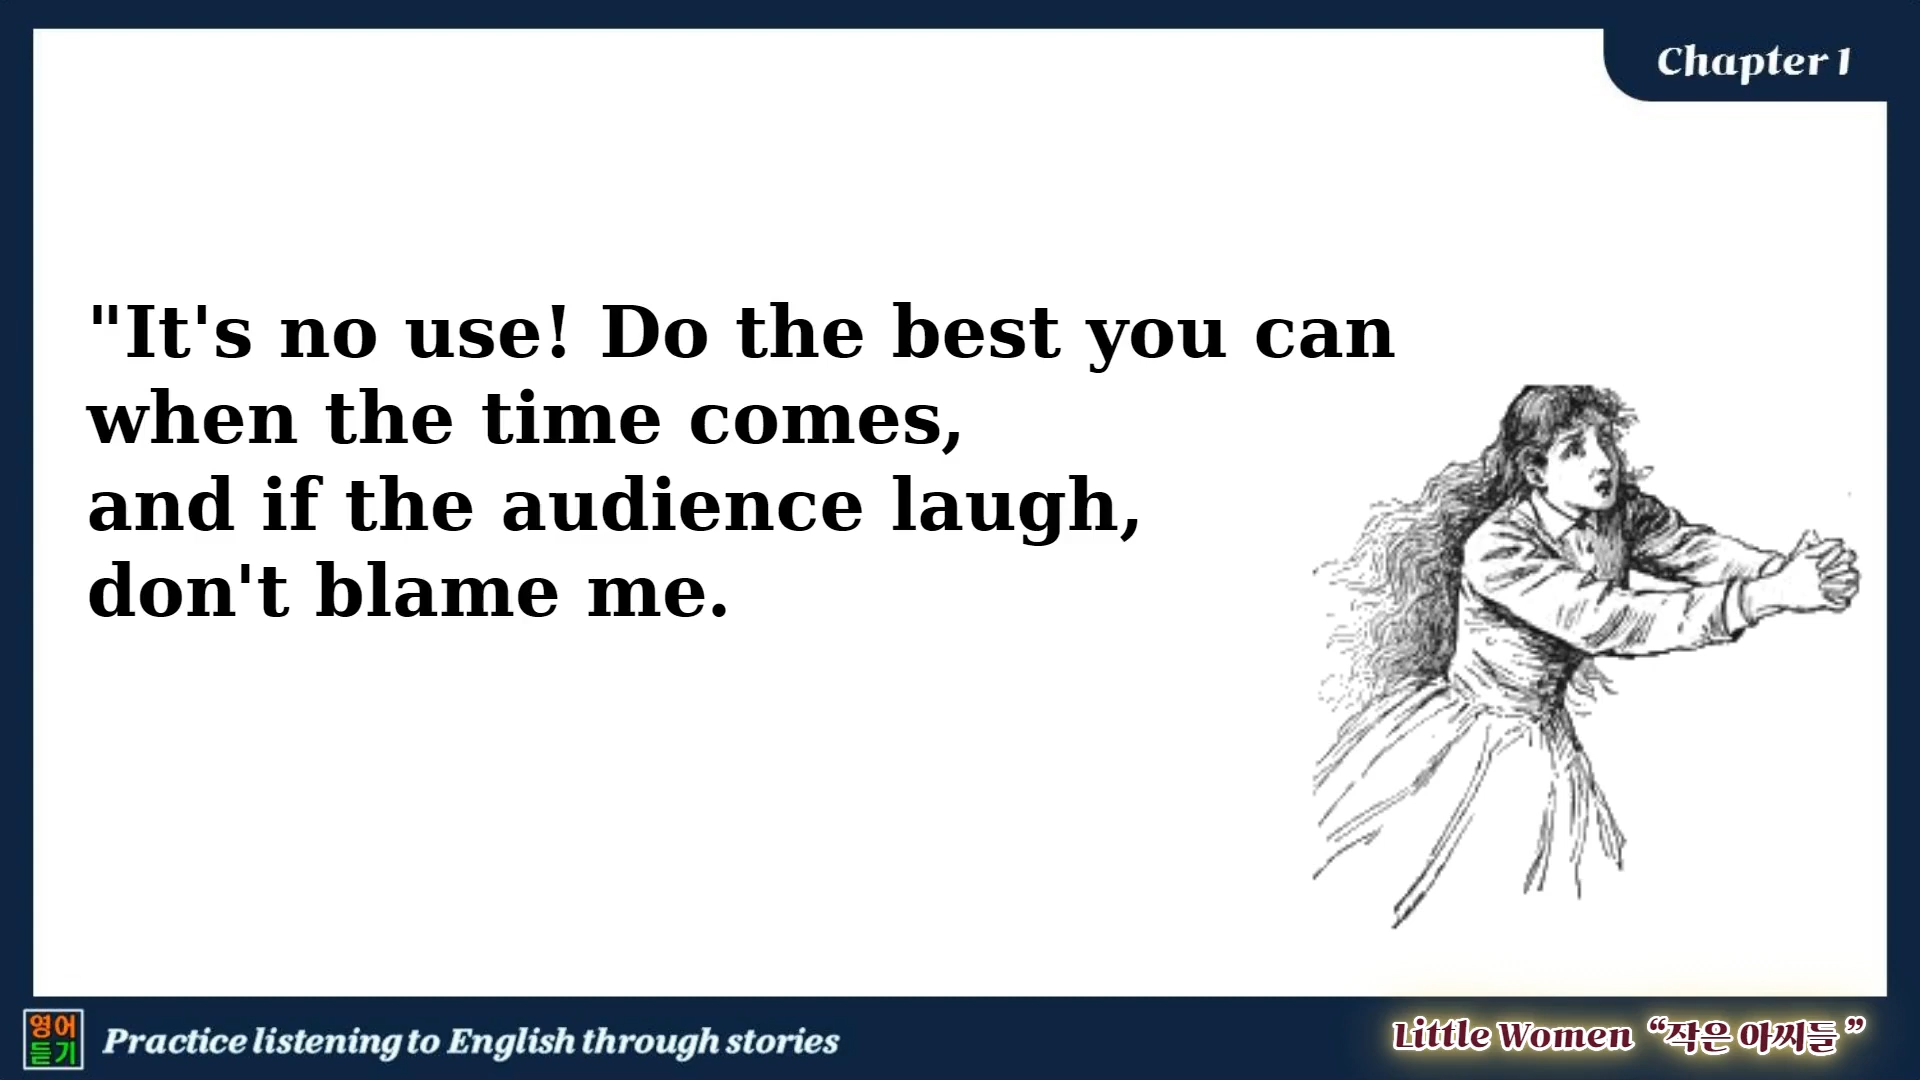 Chapter 1
"It's no use! Do the best you can
when the time comes,
and if the audience laugh,
don't blame me.
영어
듣기
Practice listening to English through stories
Little Women “작은 아씨들”